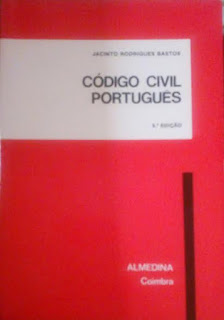 JACINTO RODRIGUES BASTOS
CÓDIGO CIVIL
PORTUGUÊS
ALMEDINA
Coimbra